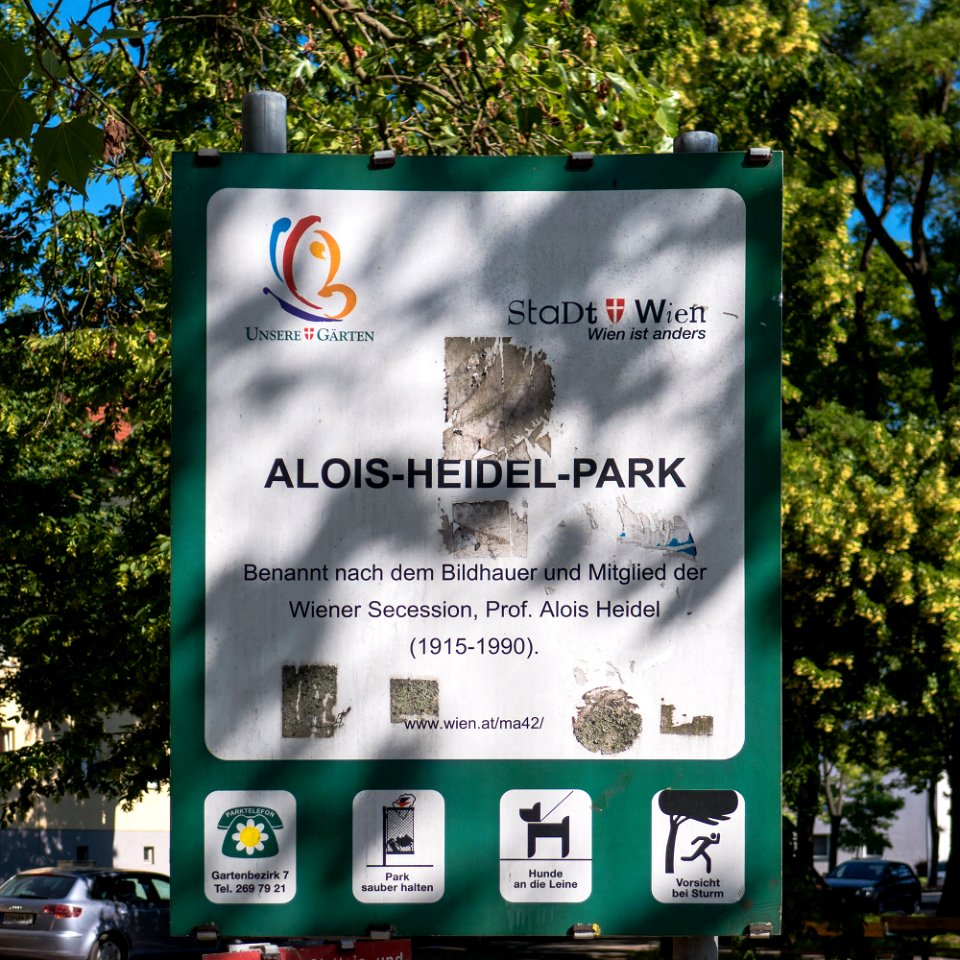 UNSERE GÄRTEN
StaDt Wien
Wien ist anders
ALOIS-HEIDEL-PARK
Benannt nach dem Bildhauer und Mitglied der
Wiener Secession, Prof. Alois Heidel
(1915-1990).
www.wien.at/ma42/
PARKTELEFON
Gartenbezirk 7
Tel. 269 79 21
Park
sauber halten
Hunde
an die Leine
Vorsicht
bei Sturm